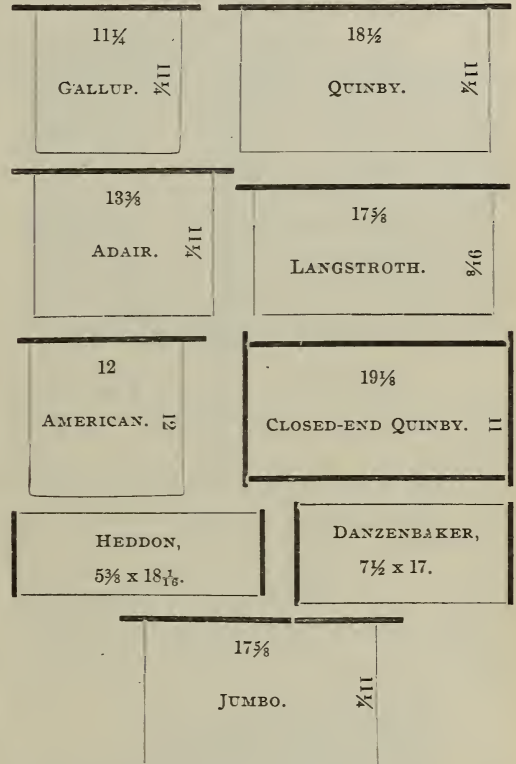 11¼
GALLUP. 11¼
18½
QUINBY. 11¼
13⅜
ADAIR. 11¼
17⅝
LANGSTROTH. 9⅛
12
AMERICAN. 12
19⅛
CLOSED-END QUINBY. 11
HEDDON,
5⅜ x 18 1/16.
DANZENBAKER,
7½ x 17.
17⅝
JUMBO. 11¼